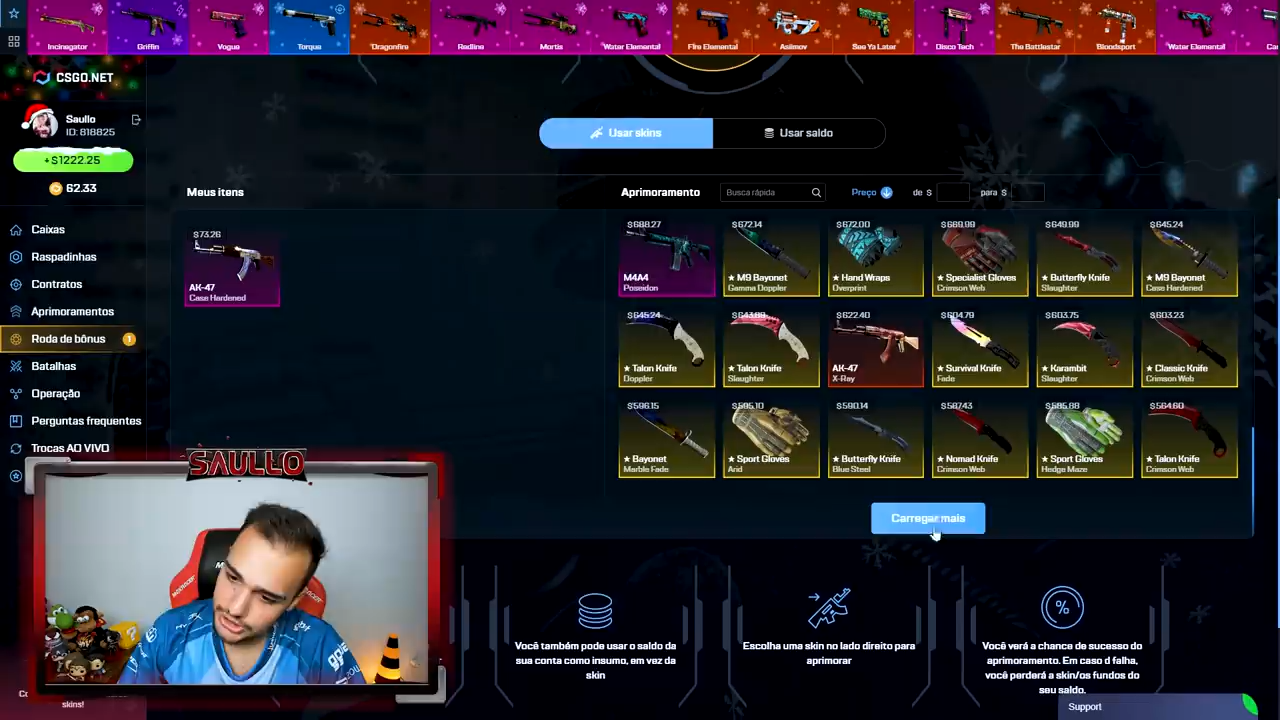 Incinegator
Griffin
Vogue
Torque
'Dragonfire
Redline
Mortis
Water Elemental
Fire Elemental
Asiimov
See Ya Later
Disco Tech
The Battlestar
Bloodsport
Water Elemental
CSGO.NET
Saullo
ID: 818825
+$1222.25
62.33
Usar skins
Usar saldo
Meus itens
Aprimoramento
Busca rápida
Preço
de $
para $
Caixas
Raspadinhas
Contratos
Aprimoramentos
Roda de bônus
1
Batalhas
Operação
Perguntas frequentes
Trocas AO VIVO
$73.26
AK-47
Case Hardened
$688.27
M4A4
Poseidon
$672.14
★ M9 Bayonet
Gamma Doppler
$672.00
★ Hand Wraps
Overprint
$669.99
★ Specialist Gloves
Crimson Web
$649.99
★ Butterfly Knife
Slaughter
$645.24
★ M9 Bayonet
Case Hardened
$645.24
★ Talon Knife
Doppler
★ Talon Knife
Slaughter
$622.40
AK-47
X-Ray
$604.79
★ Survival Knife
Fade
$603.75
★ Karambit
Slaughter
$603.23
★ Classic Knife
Crimson Web
$596.15
★ Bayonet
Marble Fade
$595.10
★ Sport Gloves
Arid
$590.14
★ Butterfly Knife
Blue Steel
$587.43
★ Nomad Knife
Crimson Web
$585.68
★ Sport Gloves
Hedge Maze
$584.60
★ Talon Knife
Crimson Web
Carregar mais
SAULLO
Você também pode usar o saldo da
sua conta como insumo, em vez da
skin
Escolha uma skin no lado direito para
aprimorar
%
Você verá a chance de sucesso do
aprimoramento. Em caso d falha,
você perderá a skin/os fundos do
seu saldo.
skins!
Support